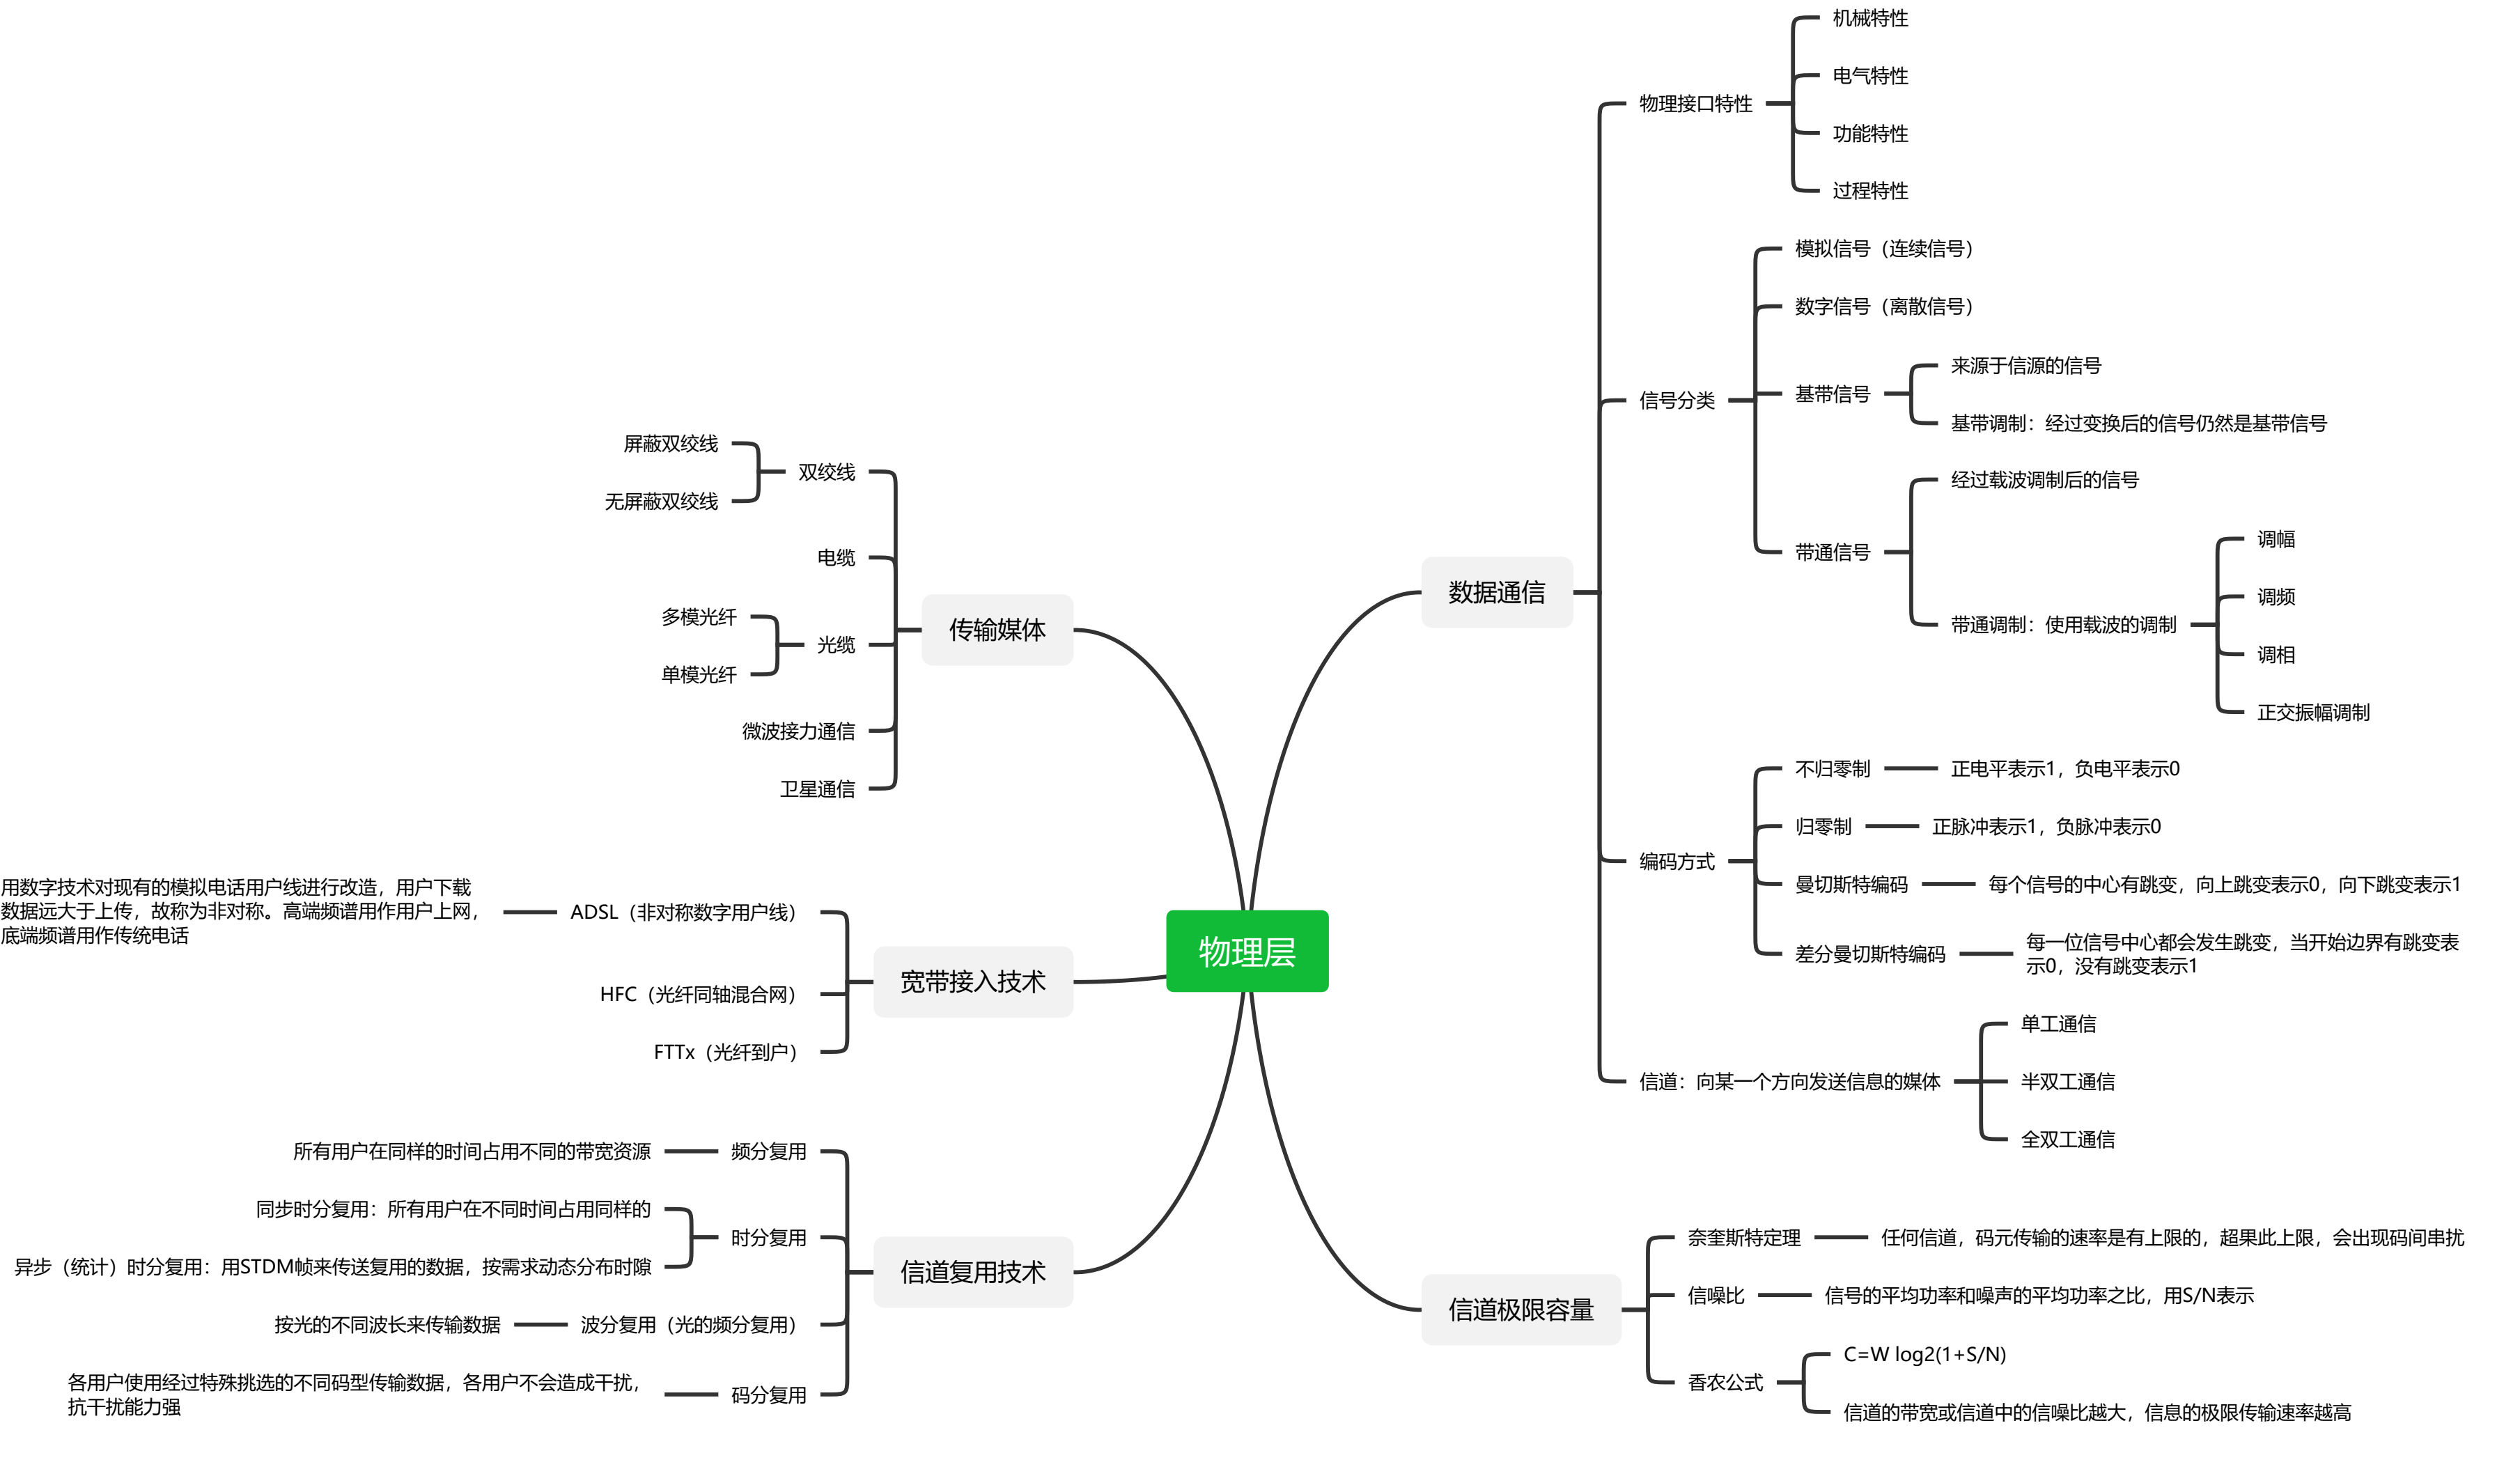 物理层
数据通信
物理接口特性
机械特性
电气特性
功能特性
过程特性
信号分类
模拟信号（连续信号）
数字信号（离散信号）
基带信号
来源于信源的信号
基带调制：经过变换后的信号仍然是基带信号
带通信号
经过载波调制后的信号
带通调制：使用载波的调制
调幅
调频
调相
正交振幅调制
编码方式
不归零制
正电平表示1，负电平表示0
归零制
正脉冲表示1，负脉冲表示0
曼切斯特编码
每个信号的中心有跳变，向上跳变表示0，向下跳变表示1
差分曼切斯特编码
每一位信号中心都会发生跳变，当开始边界有跳变表
示0，没有跳变表示1
信道：向某一个方向发送信息的媒体
单工通信
半双工通信
全双工通信
信道极限容量
奈奎斯特定理
任何信道，码元传输的速率是有上限的，超果此上限，会出现码间串扰
信噪比
信号的平均功率和噪声的平均功率之比，用S/N表示
香农公式
C=W log2(1+S/N)
信道的带宽或信道中的信噪比越大，信息的极限传输速率越高
传输媒体
双绞线
屏蔽双绞线
无屏蔽双绞线
电缆
光缆
多模光纤
单模光纤
微波接力通信
卫星通信
宽带接入技术
ADSL（非对称数字用户线）
用数字技术对现有的模拟电话用户线进行改造，用户下载
数据远大于上传，故称为非对称。高端频谱用作用户上网，
底端频谱用作传统电话
HFC（光纤同轴混合网）
FTTx（光纤到户）
信道复用技术
频分复用
所有用户在同样的时间占用不同的带宽资源
时分复用
同步时分复用：所有用户在不同时间占用同样的
异步（统计）时分复用：用STDM帧来传送复用的数据，按需求动态分布时隙
波分复用（光的频分复用）
按光的不同波长来传输数据
码分复用
各用户使用经过特殊挑选的不同码型传输数据，各用户不会造成干扰，
抗干扰能力强